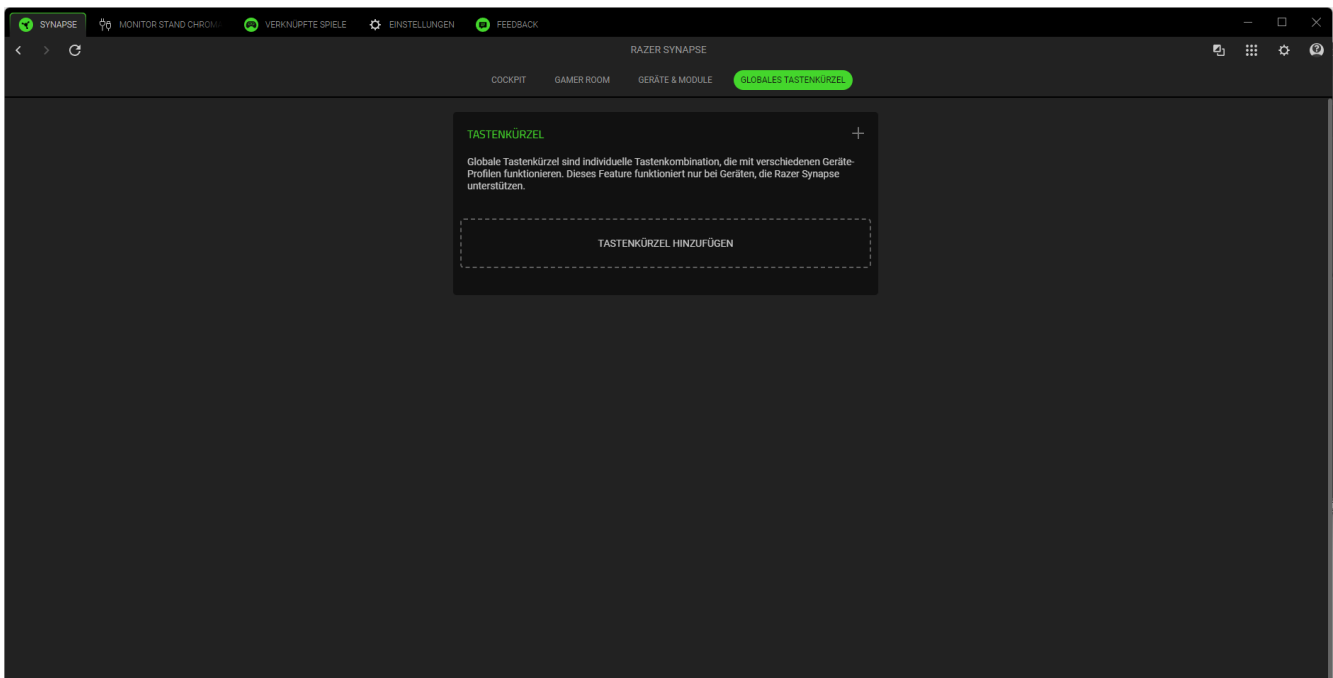 SYNAPSE
MONITOR STAND CHROM
VERKNÜPFTE SPIELE
EINSTELLUNGEN
FEEDBACK
RAZER SYNAPSE
COCKPIT
GAMER ROOM
GERÄTE & MODULE
GLOBALES TASTENKÜRZEL
TASTENKÜRZEL
Globale Tastenkürzel sind individuelle Tastenkombination, die mit verschiedenen Geräte-
Profilen funktionieren. Dieses Feature funktioniert nur bei Geräten, die Razer Synapse
unterstützen.
TASTENKÜRZEL HINZUFÜGEN